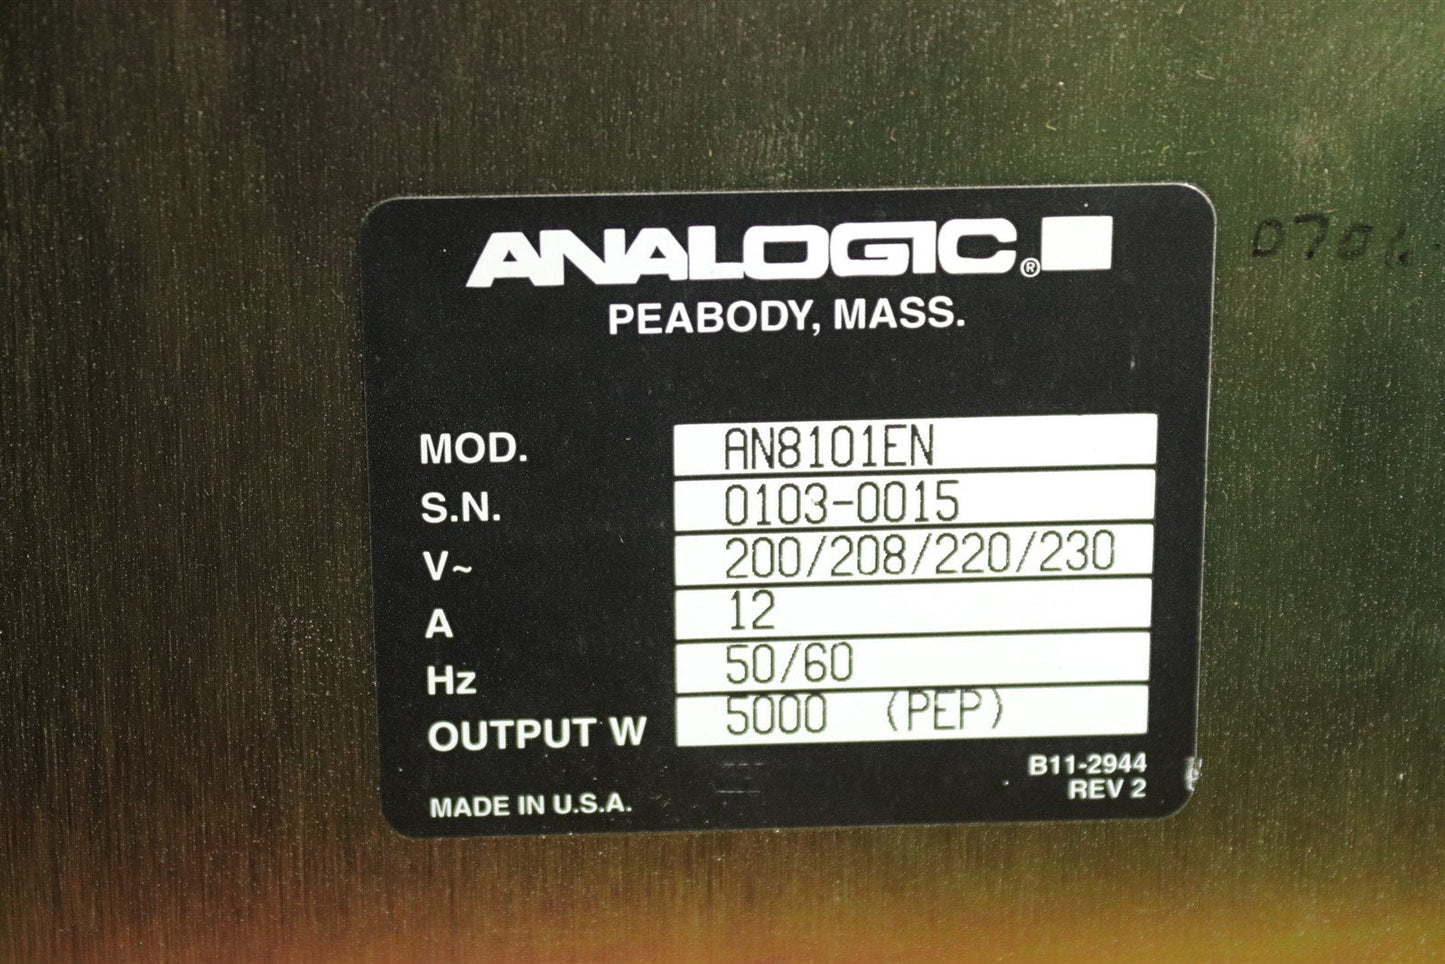 ANALOGIC®
PEABODY, MASS.
MOD. AN8101EN
S.N. 0103-0015
V~ 200/208/220/230
A 12
Hz 50/60
OUTPUT W 5000 (PEP)
B11-2944
REV 2
MADE IN U.S.A.